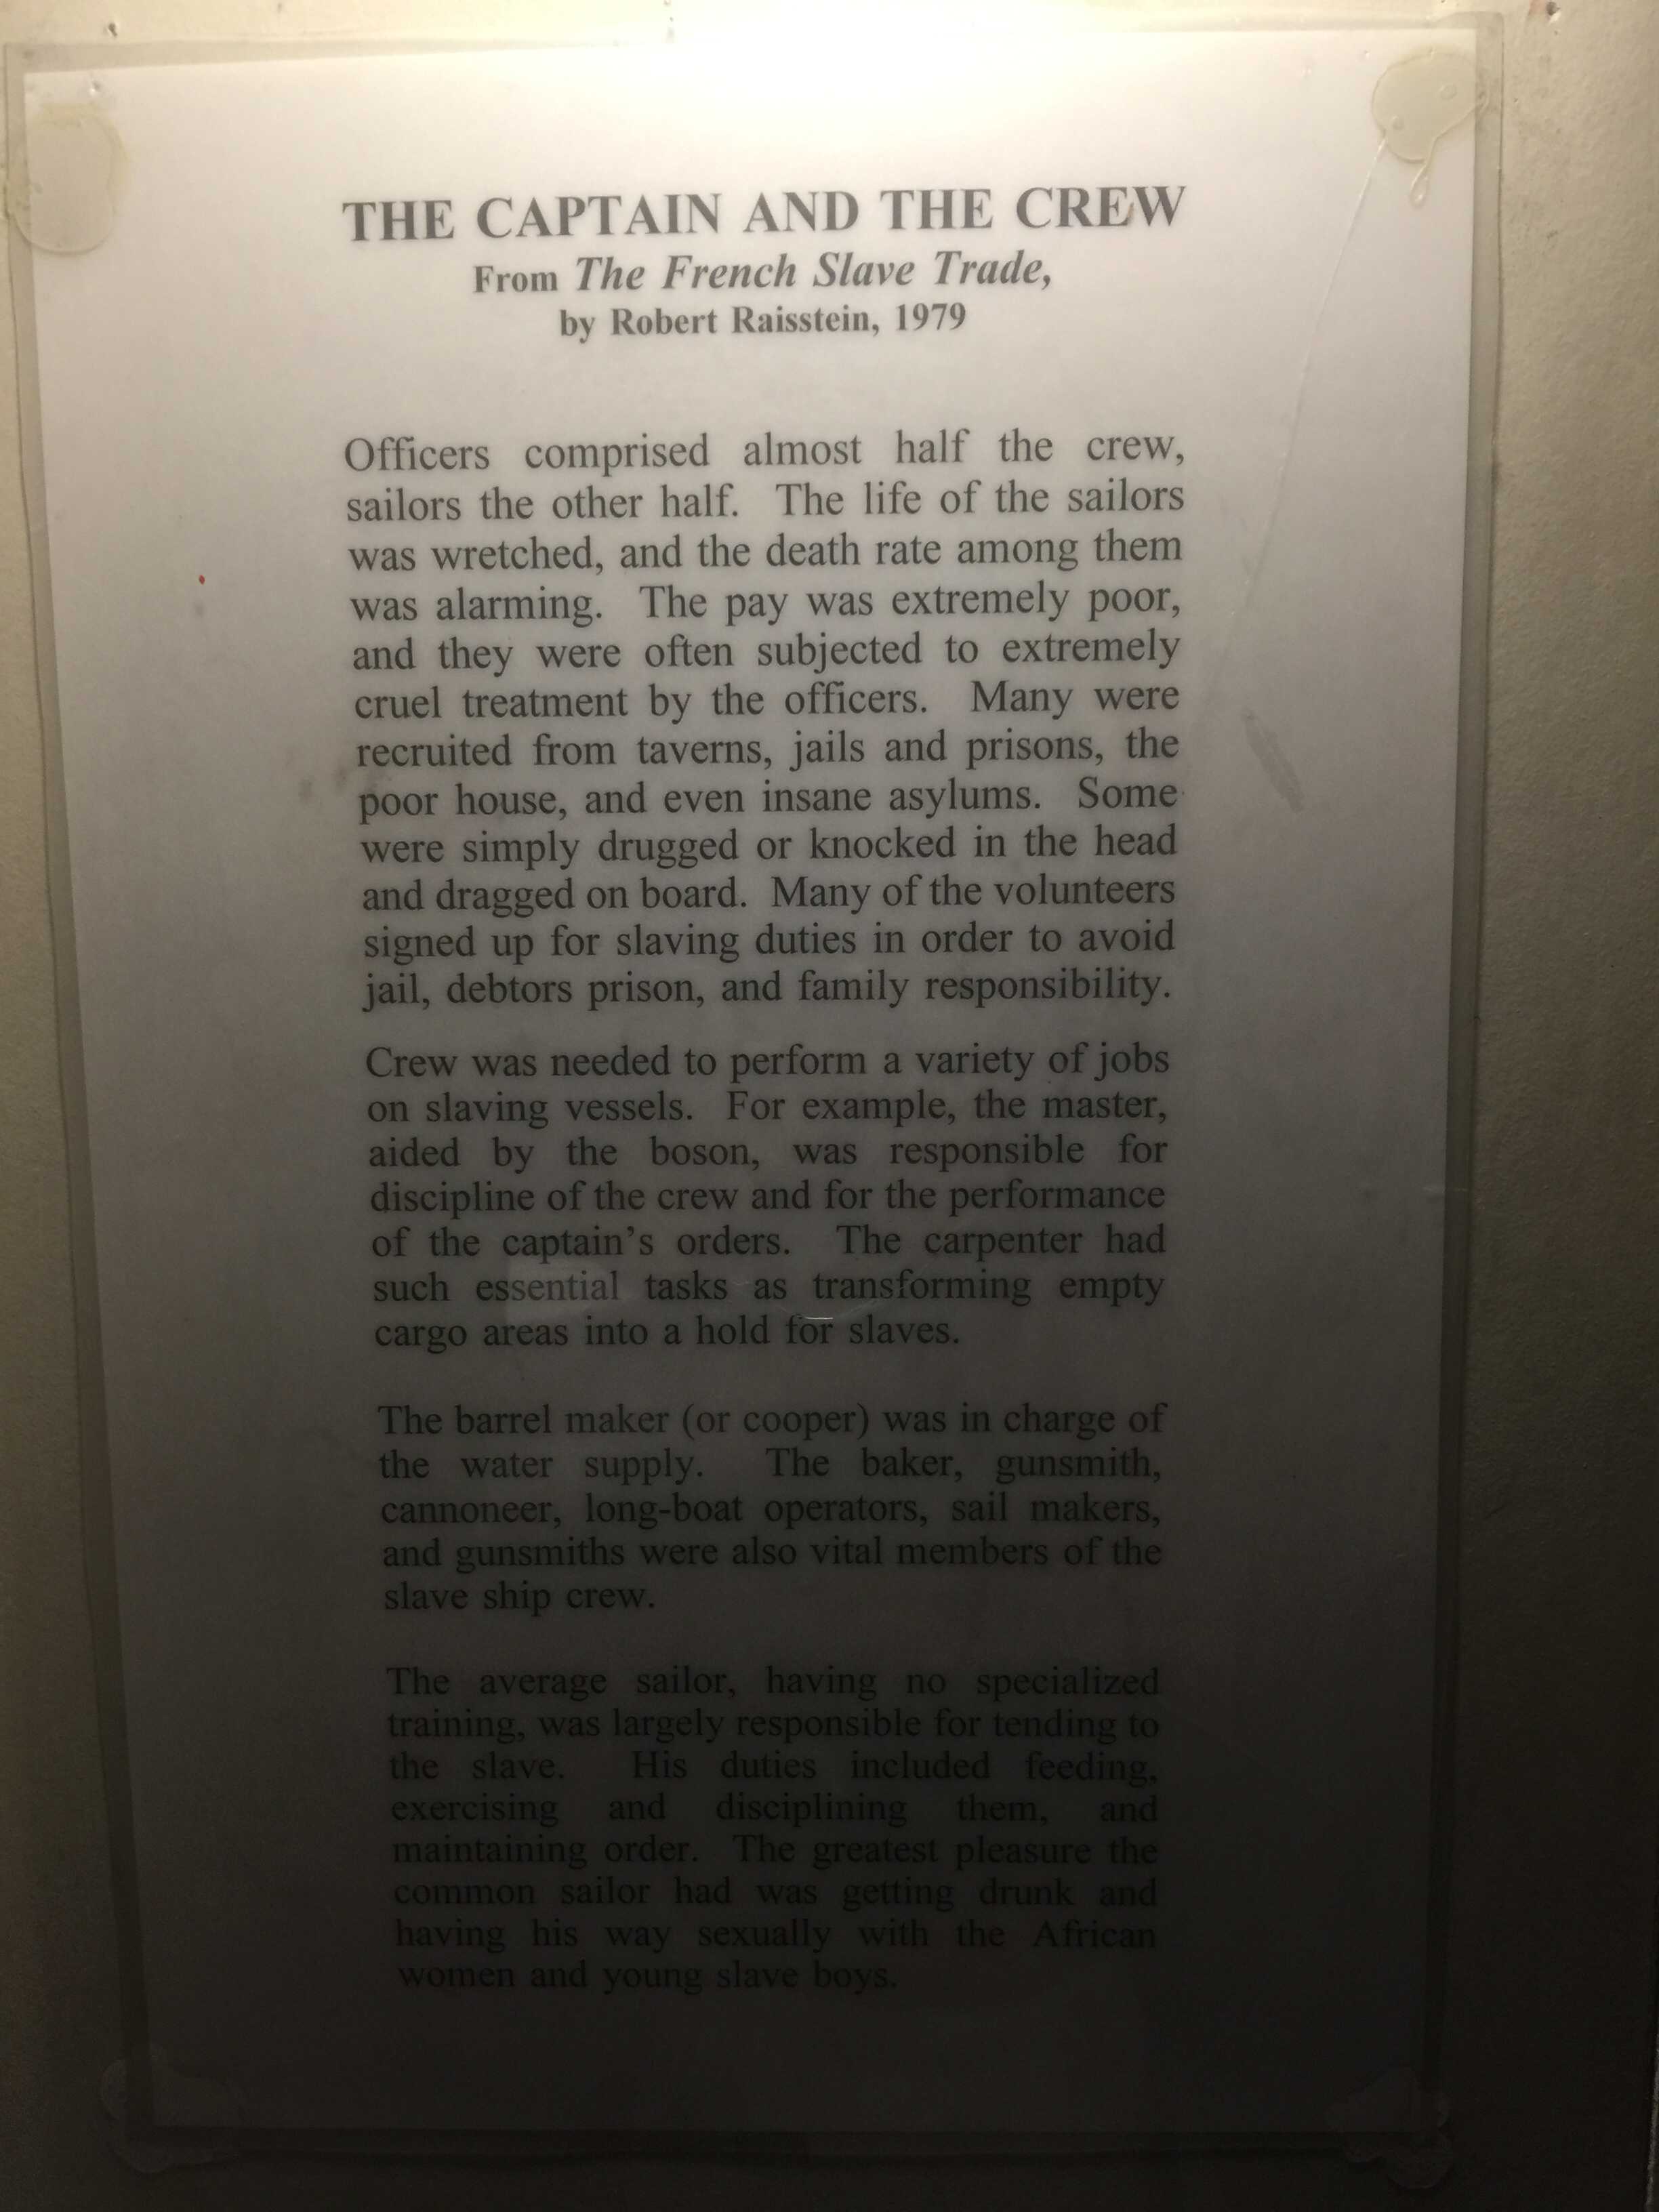 THE CAPTAIN AND THE CREW
From The French Slave Trade,
by Robert Raisstein, 1979
Officers comprised almost half the crew,
sailors the other half. The life of the sailors
was wretched, and the death rate among them
was alarming. The pay was extremely poor,
and they were often subjected to extremely
cruel treatment by the officers. Many were
recruited from taverns, jails and prisons, the
poor house, and even insane asylums. Some
were simply drugged or knocked in the head
and dragged on board. Many of the volunteers
signed up for slaving duties in order to avoid
jail, debtors prison, and family responsibility.
Crew was needed to perform a variety of jobs
on slaving vessels. For example, the master,
aided by the boson, was responsible for
discipline of the crew and for the performance
of the captain's orders. The carpenter had
such essential tasks as transforming empty
cargo areas into a hold for slaves.
The barrel maker (or cooper) was in charge of
the water supply. The baker, gunsmith,
cannoneer, long-boat operators, sail makers,
and gunsmiths were also vital members of the
slave ship crew.
The average sailor, having no specialized
training, was largely responsible for tending to
the slave. His duties included feeding,
exercising and disciplining them, and
maintaining order. The greatest pleasure the
common sailor had was getting drunk and
having his way sexually with the African
women and young slave boys.